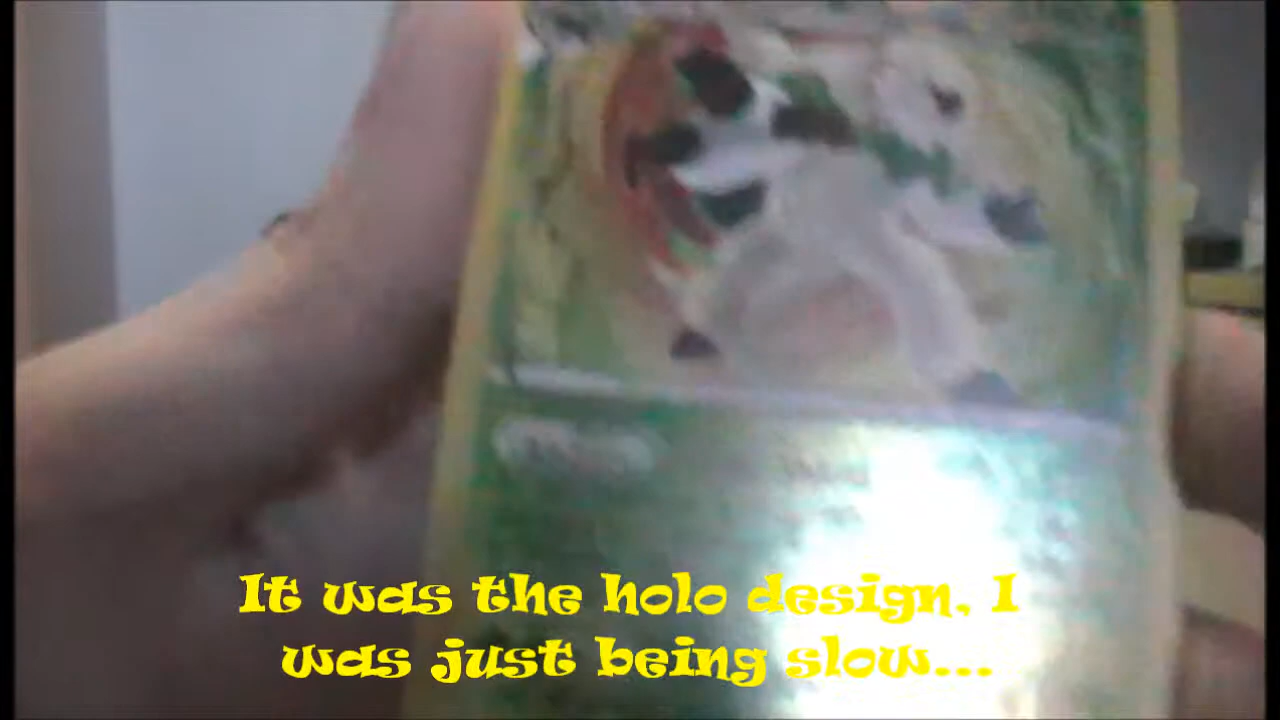 It was the holo design, I
was just being slow...